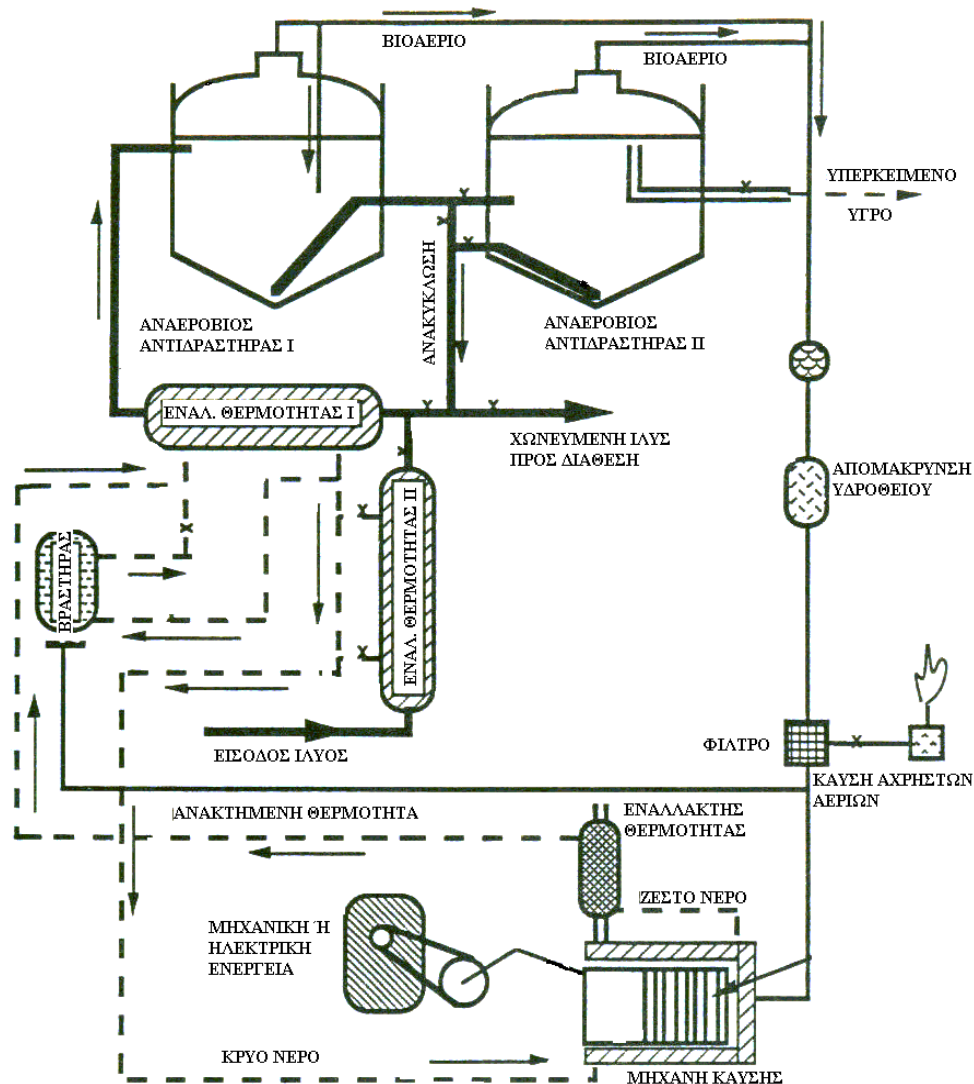 ΒΙΟΑΕΡΙΟ
ΒΙΟΑΕΡΙΟ
ΥΠΕΡΚΕΙΜΕΝΟ
ΥΓΡΟ
ΑΝΑΕΡΟΒΙΟΣ
ΑΝΤΙΔΡΑΣΤΗΡΑΣ Ι
ΑΝΑΚΥΚΛΩΣΗ
ΑΝΑΕΡΟΒΙΟΣ
ΑΝΤΙΔΡΑΣΤΗΡΑΣ ΙΙ
ΕΝΑΛ. ΘΕΡΜΟΤΗΤΑΣ Ι
ΧΩΝΕΥΜΕΝΗ ΙΛΥΣ
ΠΡΟΣ ΔΙΑΘΕΣΗ
ΑΠΟΜΑΚΡΥΝΣΗ
ΥΔΡΟΘΕΙΟΥ
ΒΡΑΣΤΗΡΑΣ
ΕΝΑΛ. ΘΕΡΜΟΤΗΤΑΣ ΙΙ
ΕΙΣΟΔΟΣ ΙΛΥΟΣ
ΦΙΛΤΡΟ
ΚΑΥΣΗ ΑΧΡΗΣΤΩΝ
ΑΕΡΙΩΝ
ΑΝΑΚΤΗΜΕΝΗ ΘΕΡΜΟΤΗΤΑ
ΕΝΑΛΛΑΚΤΗΣ
ΘΕΡΜΟΤΗΤΑΣ
ΖΕΣΤΟ ΝΕΡΟ
ΜΗΧΑΝΙΚΗ Ή
ΗΛΕΚΤΡΙΚΗ
ΕΝΕΡΓΕΙΑ
ΚΡΥΟ ΝΕΡΟ
ΜΗΧΑΝΗ ΚΑΥΣΗΣ